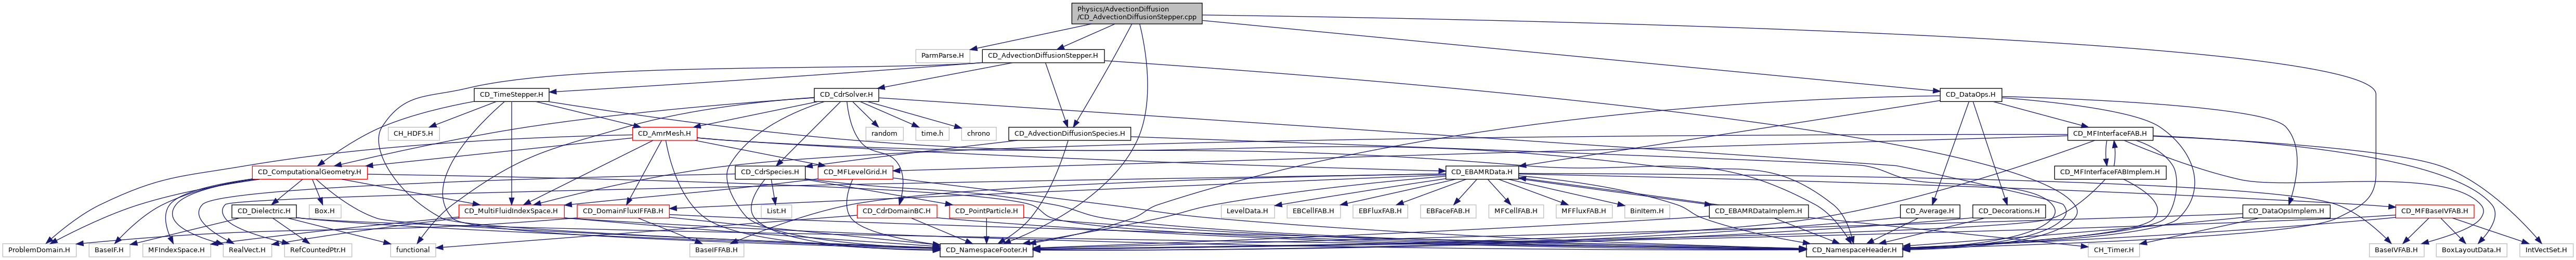 Physics/AdvectionDiffusion
/CD_AdvectionDiffusionStepper.cpp
ParmParse.H
CD_AdvectionDiffusionStepper.H
CD_TimeStepper.H
CD_CdrSolver.H
CD_DataOps.H
CH_HDF5.H
CD_AmrMesh.H
random
time.h
chrono
CD_AdvectionDiffusionSpecies.H
CD_MFInterfaceFAB.H
CD_ComputationalGeometry.H
CD_CdrSpecies.H
CD_MFLevelGrid.H
CD_EBAMRData.H
CD_MFInterfaceFABImplem.H
CD_Dielectric.H
Box.H
CD_MultiFluidIndexSpace.H
CD_DomainFluxIFFAB.H
List.H
CD_CdrDomainBC.H
CD_PointParticle.H
LevelData.H
EBCellFAB.H
EBFluxFAB.H
EBFaceFAB.H
MFCellFAB.H
MFFluxFAB.H
BinItem.H
CD_EBAMRDataImplem.H
CD_Average.H
CD_Decorations.H
CD_DataOpsImplem.H
CD_MFBaseIVFAB.H
ProblemDomain.H
BaseIF.H
MFIndexSpace.H
RealVect.H
RefCountedPtr.H
functional
BaseIFFAB.H
CD_NamespaceFooter.H
CD_NamespaceHeader.H
CH_Timer.H
BaseIVFAB.H
BoxLayoutData.H
IntVectSet.H